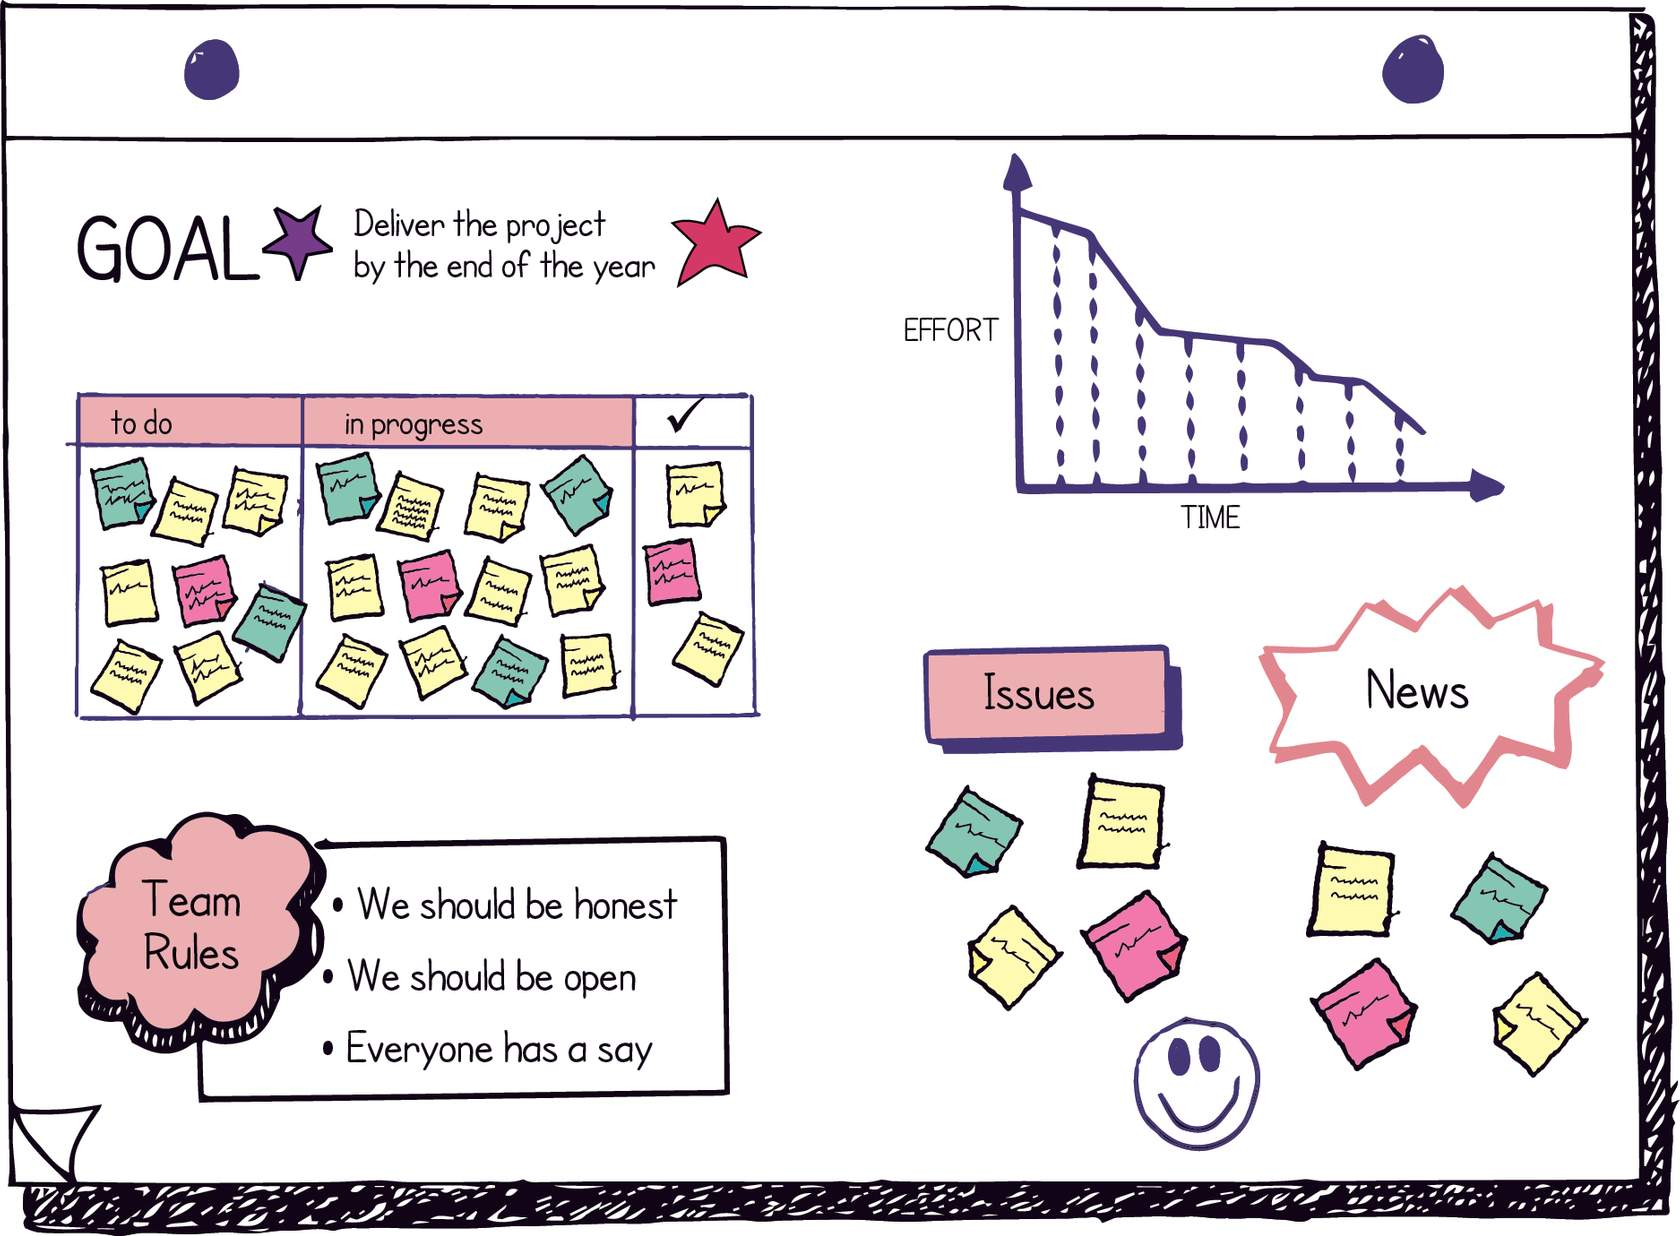 GOAL
Deliver the project
by the end of the year
EFFORT
TIME
to do
in progress
✓
Issues
News
Team
Rules
• We should be honest
• We should be open
• Everyone has a say